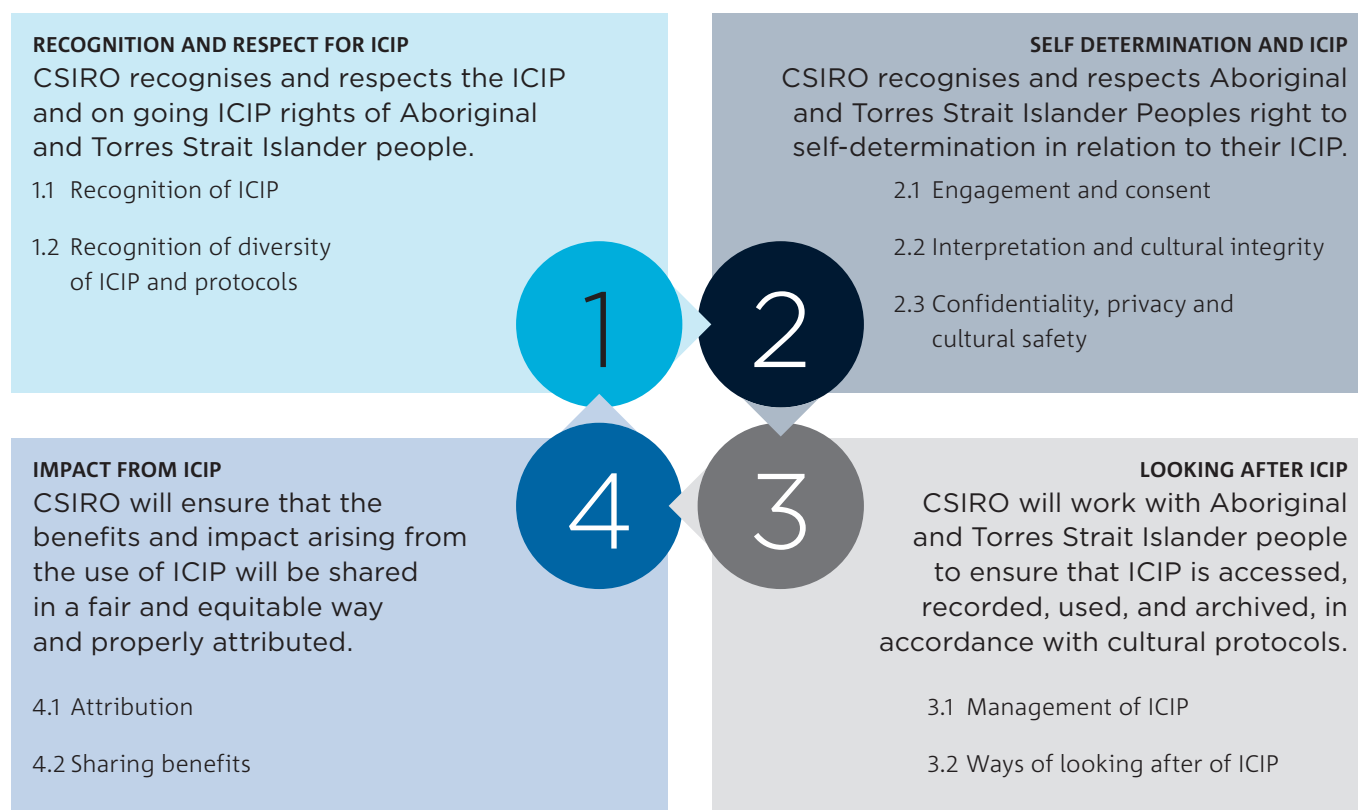 RECOGNITION AND RESPECT FOR ICIP
CSIRO recognises and respects the ICIP
and on going ICIP rights of Aboriginal
and Torres Strait Islander people.
1.1 Recognition of ICIP
1.2 Recognition of diversity
of ICIP and protocols
1
SELF DETERMINATION AND ICIP
CSIRO recognises and respects Aboriginal
and Torres Strait Islander Peoples right to
self-determination in relation to their ICIP.
2.1 Engagement and consent
2.2 Interpretation and cultural integrity
2.3 Confidentiality, privacy and
cultural safety
2
LOOKING AFTER ICIP
CSIRO will work with Aboriginal
and Torres Strait Islander people
to ensure that ICIP is accessed,
recorded, used, and archived, in
accordance with cultural protocols.
3.1 Management of ICIP
3.2 Ways of looking after of ICIP
3
IMPACT FROM ICIP
CSIRO will ensure that the
benefits and impact arising from
the use of ICIP will be shared
in a fair and equitable way
and properly attributed.
4.1 Attribution
4.2 Sharing benefits
4